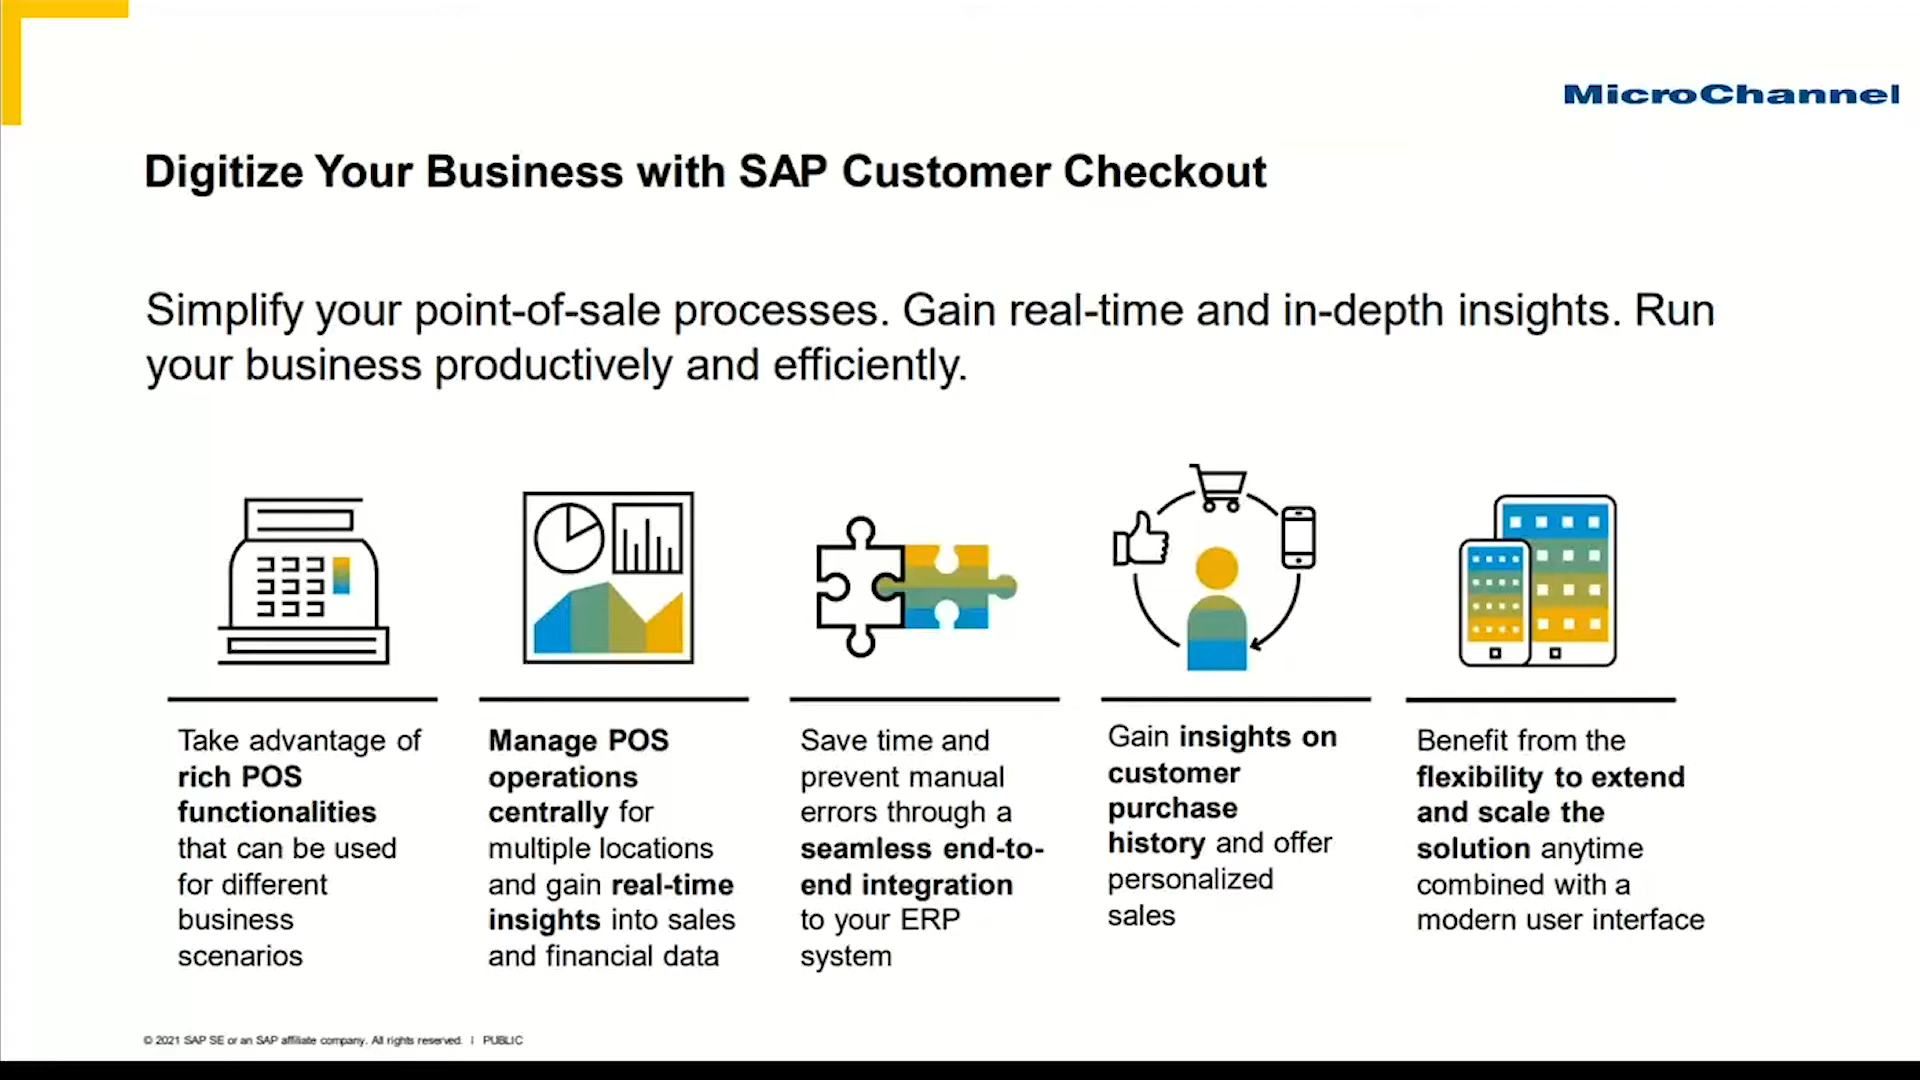 MicroChannel
Digitize Your Business with SAP Customer Checkout
Simplify your point-of-sale processes. Gain real-time and in-depth insights. Run
your business productively and efficiently.
Take advantage of
rich POS
functionalities
that can be used
for different
business
scenarios
Manage POS
operations
centrally for
multiple locations
and gain real-time
insights into sales
and financial data
Save time and
prevent manual
errors through a
seamless end-to-
end integration
to your ERP
system
Gain insights on
customer
purchase
history and offer
personalized
sales
Benefit from the
flexibility to extend
and scale the
solution anytime
combined with a
modern user interface
© 2021 SAP SE or an SAP affiliate company. All rights reserved. | PUBLIC